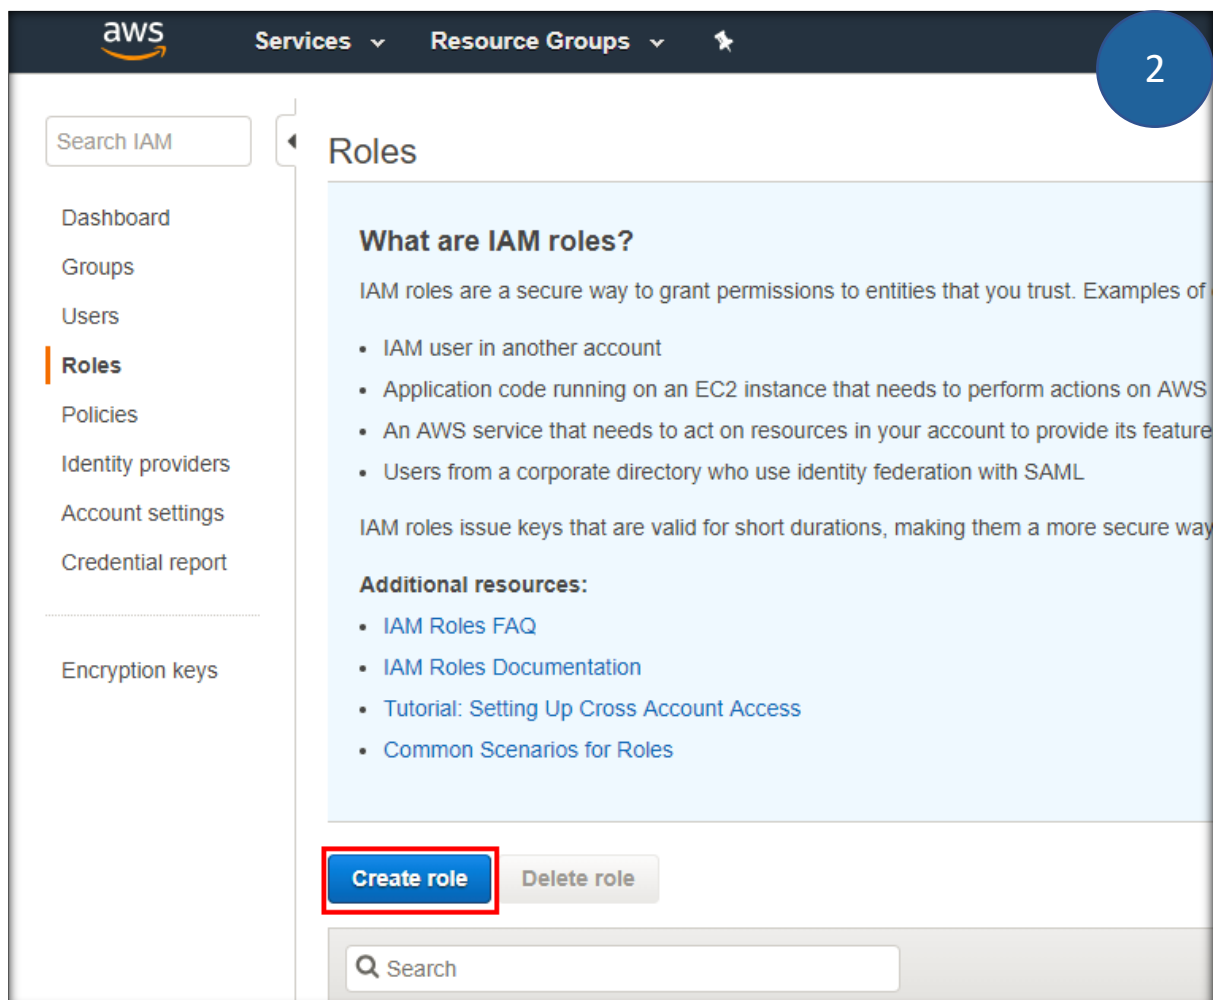 aws Services Resource Groups
2
Search IAM
Dashboard
Groups
Users
Roles
Policies
Identity providers
Account settings
Credential report
Encryption keys
Roles
What are IAM roles?
IAM roles are a secure way to grant permissions to entities that you trust. Examples of
• IAM user in another account
• Application code running on an EC2 instance that needs to perform actions on AWS
• An AWS service that needs to act on resources in your account to provide its feature
• Users from a corporate directory who use identity federation with SAML
IAM roles issue keys that are valid for short durations, making them a more secure way
Additional resources:
• IAM Roles FAQ
• IAM Roles Documentation
• Tutorial: Setting Up Cross Account Access
• Common Scenarios for Roles
Create role Delete role
Search